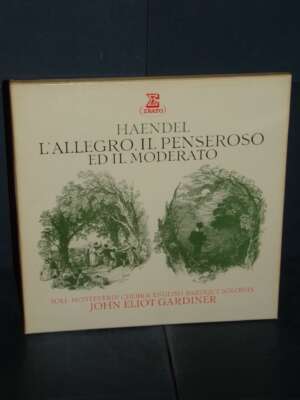 ERATO
HAENDEL
L'ALLEGRO, IL PENSEROSO
ED IL MODERATO
SOLI · MONTEVERDI CHOIR & ENGLISH BAROQUE SOLOISTS
JOHN ELIOT GARDINER